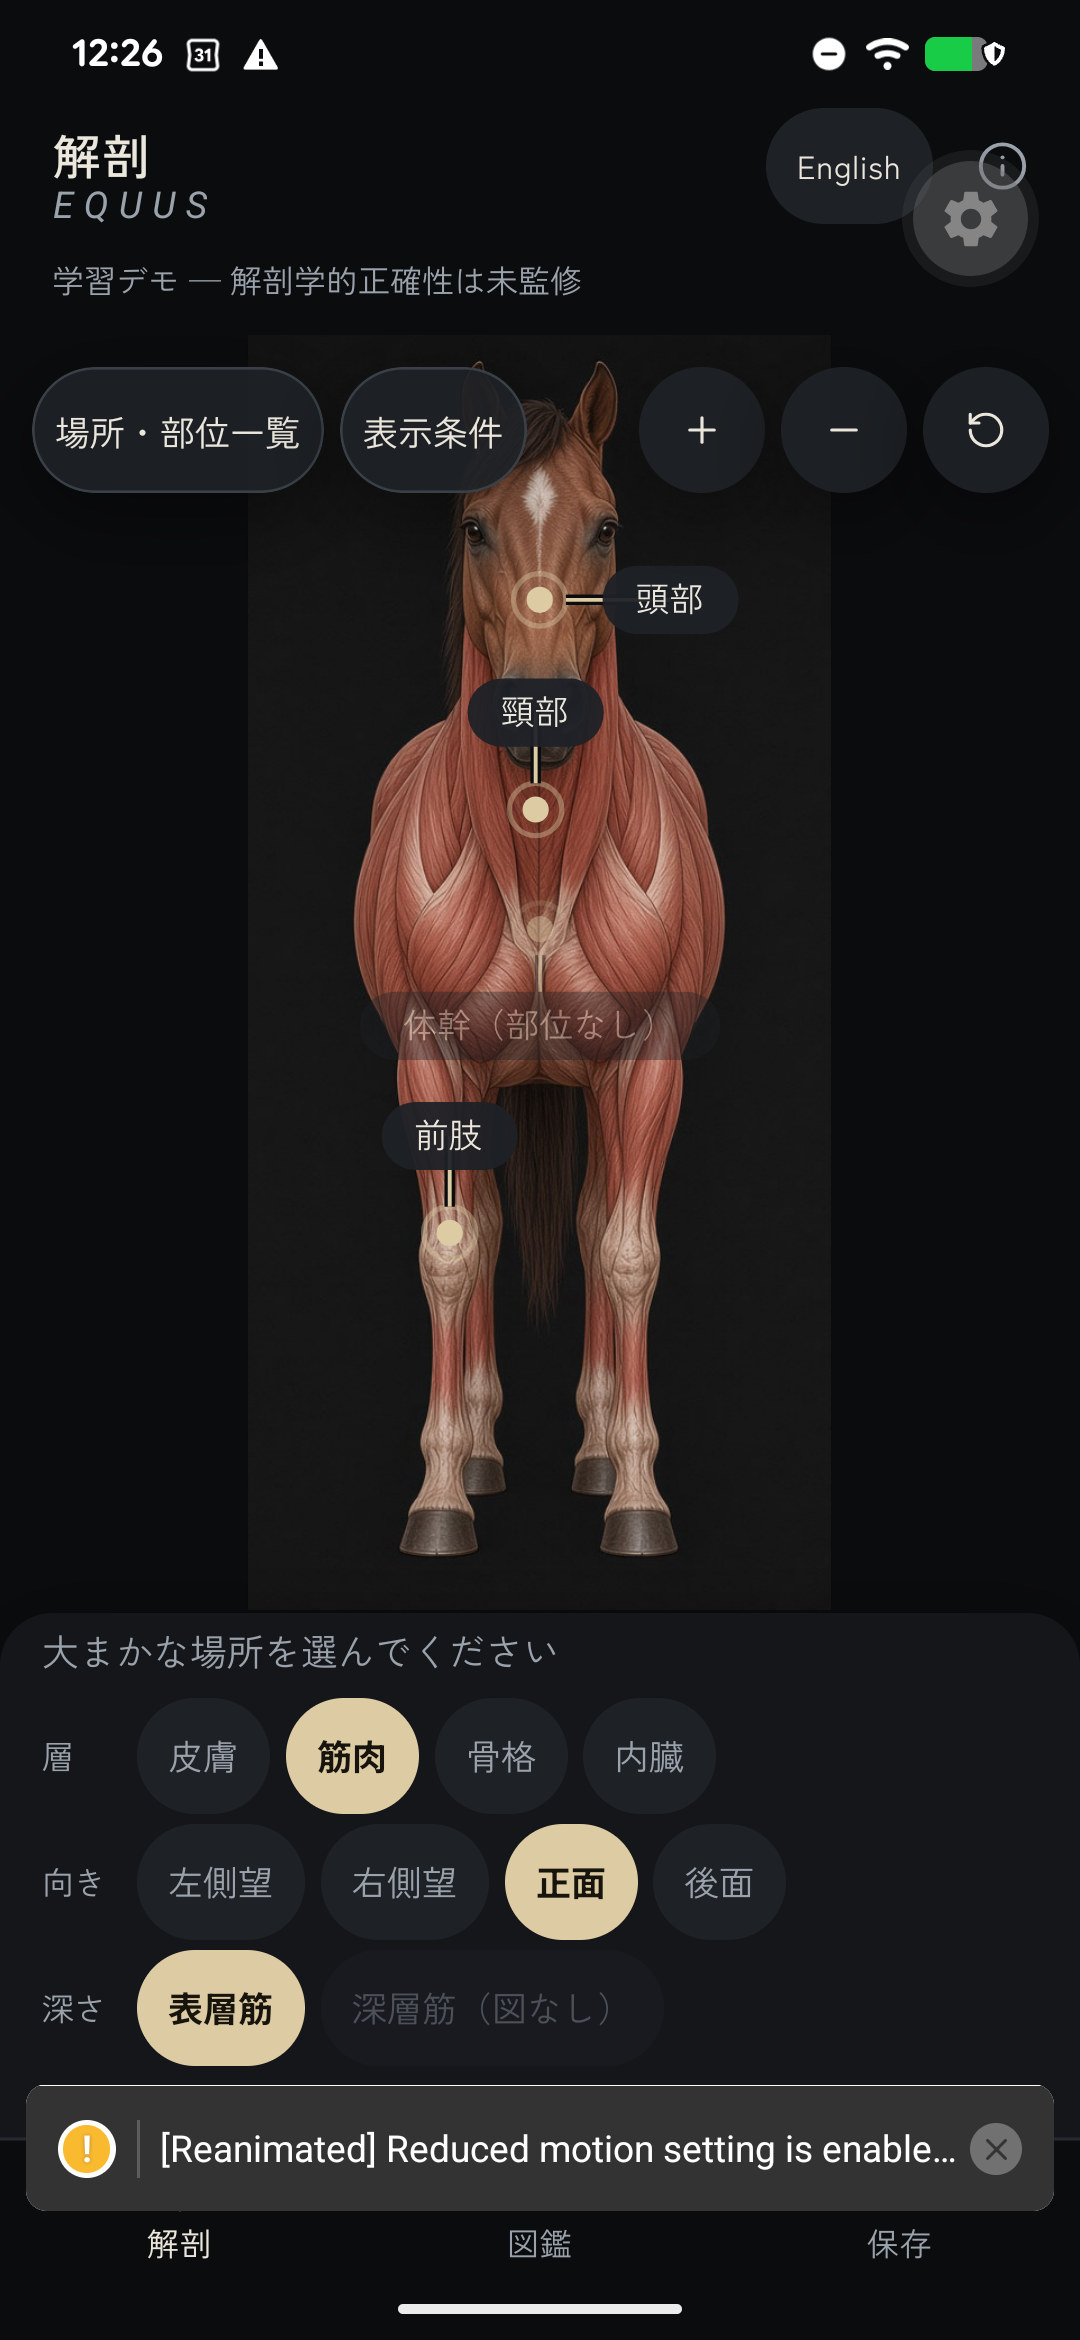 12:26
31
解剖
EQUUS
English
学習デモ — 解剖学的正確性は未監修
場所・部位一覧
表示条件
頭部
頸部
体幹（部位なし）
前肢
大まかな場所を選んでください
層 皮膚 筋肉 骨格 内臓
向き 左側望 右側望 正面 後面
深さ 表層筋 深層筋（図なし）
[Reanimated] Reduced motion setting is enable...
解剖 図鑑 保存